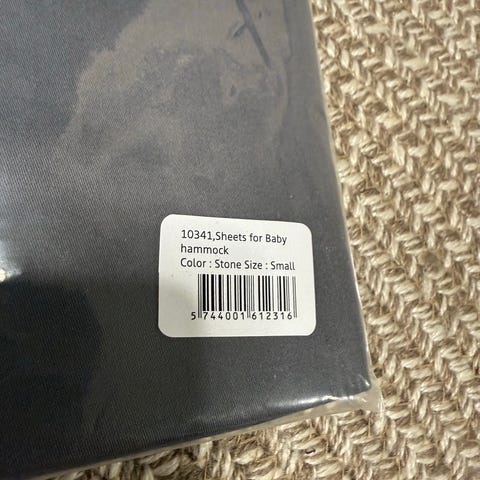 10341,Sheets for Baby
hammock
Color : Stone Size : Small
5 744001 612316